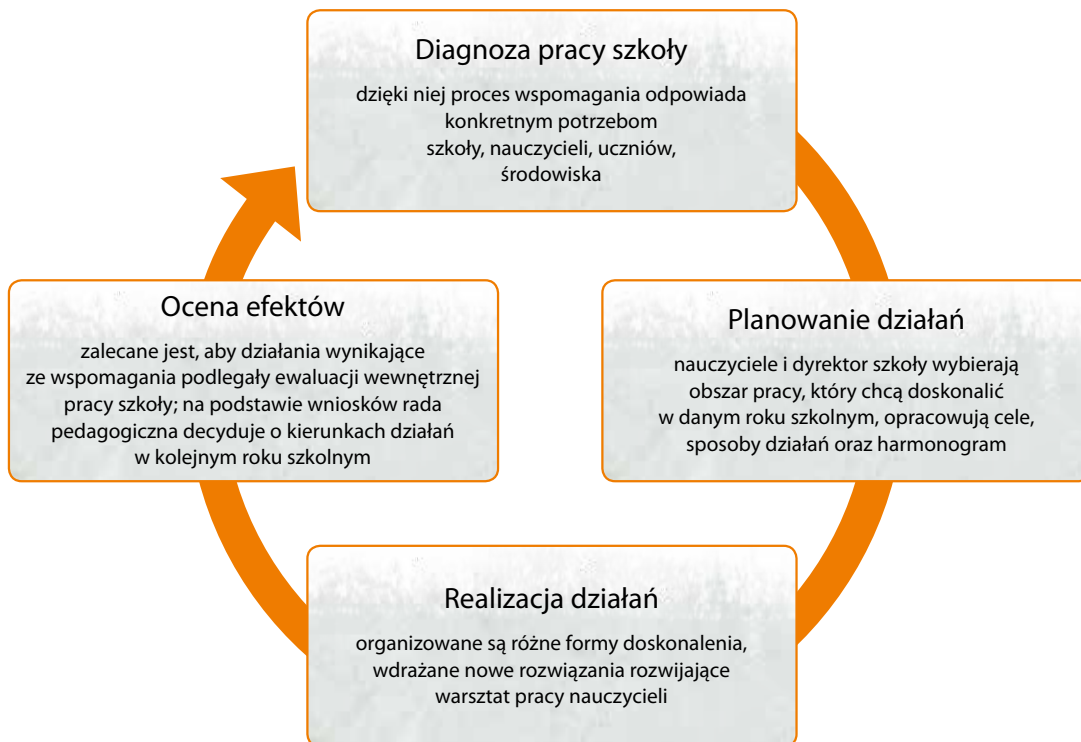 Diagnoza pracy szkoły
dzięki niej proces wspomagania odpowiada
konkretnym potrzebom
szkoły, nauczycieli, uczniów,
środowiska
Planowanie działań
nauczyciele i dyrektor szkoły wybierają
obszar pracy, który chcą doskonalić
w danym roku szkolnym, opracowują cele,
sposoby działań oraz harmonogram
Realizacja działań
organizowane są różne formy doskonalenia,
wdrażane nowe rozwiązania rozwijające
warsztat pracy nauczycieli
Ocena efektów
zalecane jest, aby działania wynikające
ze wspomagania podlegały ewaluacji wewnętrznej
pracy szkoły; na podstawie wniosków rada
pedagogiczna decyduje o kierunkach działań
w kolejnym roku szkolnym